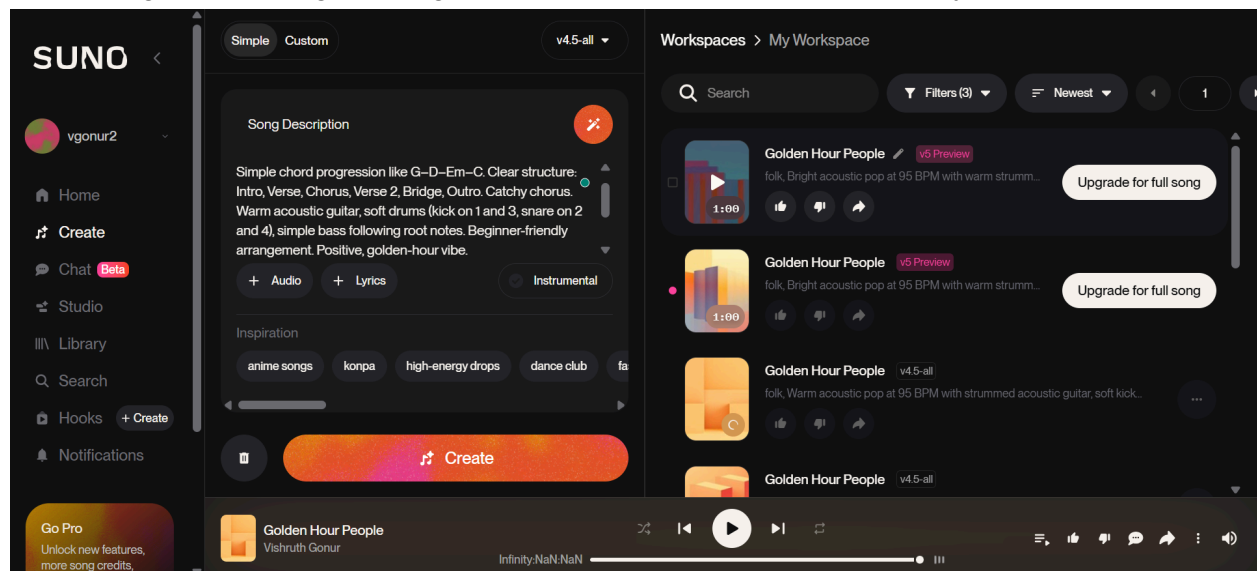 SUNO
vgonur2
Home
Create
Chat Beta
Studio
Library
Search
Hooks + Create
Notifications
Go Pro
Unlock new features,
more song credits,
Simple Custom
v4.5-all
Song Description
Simple chord progression like G–D–Em–C. Clear structure:
Intro, Verse, Chorus, Verse 2, Bridge, Outro. Catchy chorus.
Warm acoustic guitar, soft drums (kick on 1 and 3, snare on 2
and 4), simple bass following root notes. Beginner-friendly
arrangement. Positive, golden-hour vibe.
+ Audio + Lyrics Instrumental
Inspiration
anime songs konpa high-energy drops dance club fa
Create
Workspaces > My Workspace
Search Filters (3) Newest 1
Golden Hour People v5 Preview
folk, Bright acoustic pop at 95 BPM with warm strumm...
1:00
Upgrade for full song
Golden Hour People v5 Preview
folk, Bright acoustic pop at 95 BPM with warm strumm...
1:00
Upgrade for full song
Golden Hour People v4.5-all
folk, Warm acoustic pop at 95 BPM with strummed acoustic guitar, soft kick...
Golden Hour People v4.5-all
Golden Hour People
Vishruth Gonur
Infinity:NaN:NaN